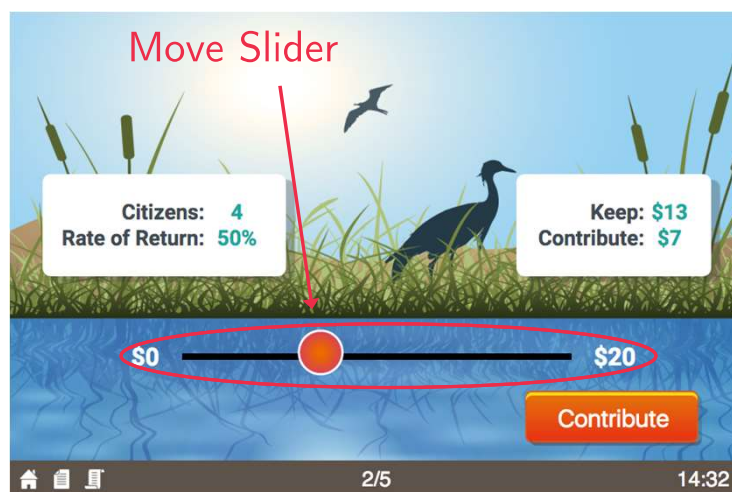 Move Slider
Citizens: 4
Rate of Return: 50%
Keep: $13
Contribute: $7
$0
$20
Contribute
2/5
14:32